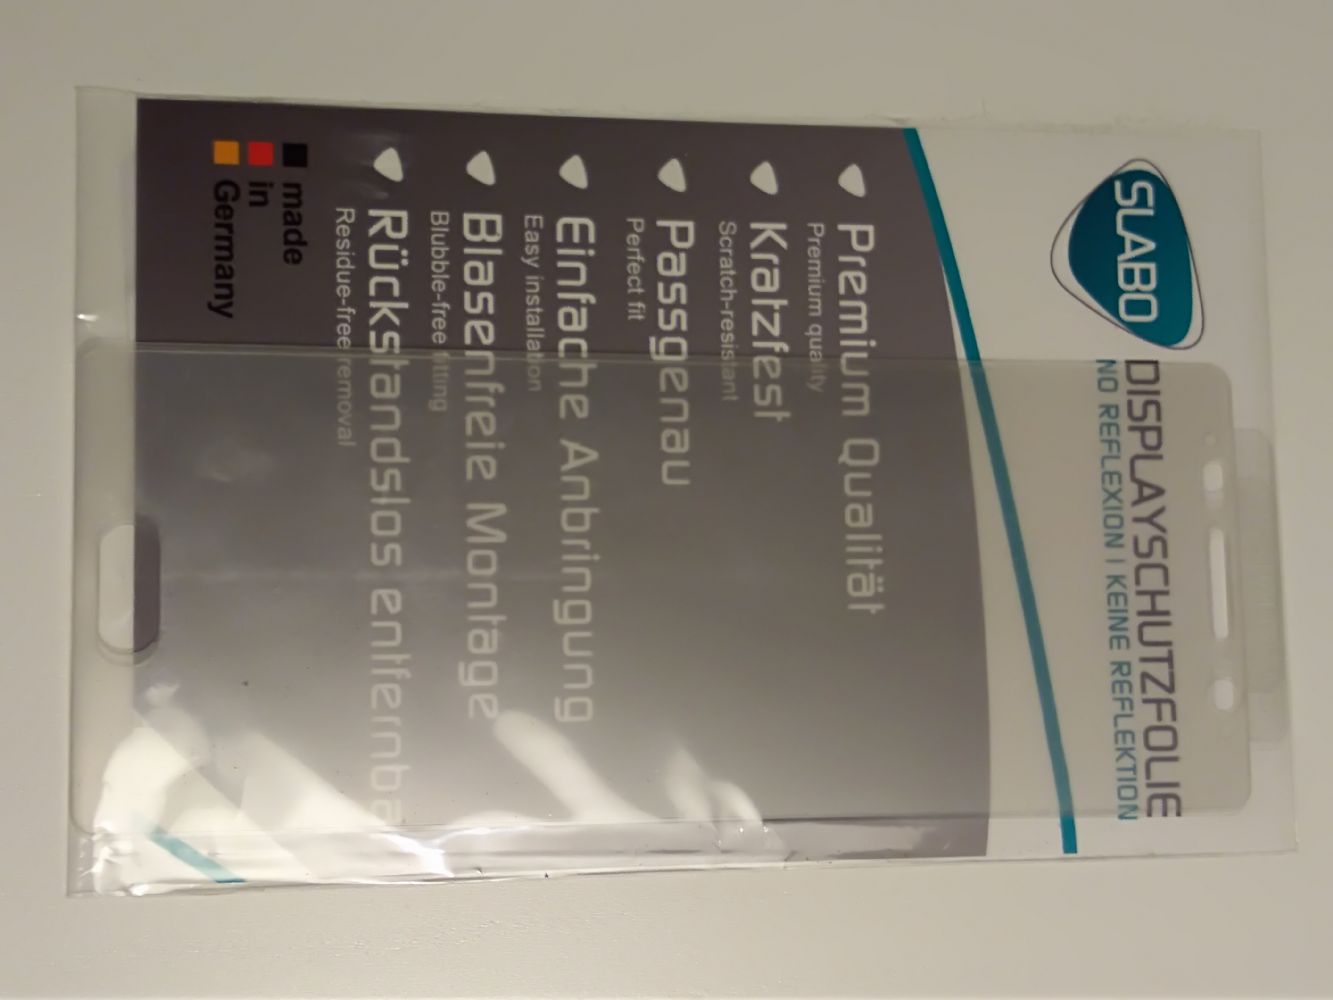 SLABO
DISPLAYSCHUTZFOLIE
NO REFLEXION | KEINE REFLEKTION
Premium Qualität
Premium quality
Kratzfest
Scratch-resistant
Passgenau
Perfect fit
Einfache Anbringung
Easy installation
Blasenfreie Montage
Blubble-free fitting
Rückstandslos entfernba
Residue-free removal
made
in
Germany